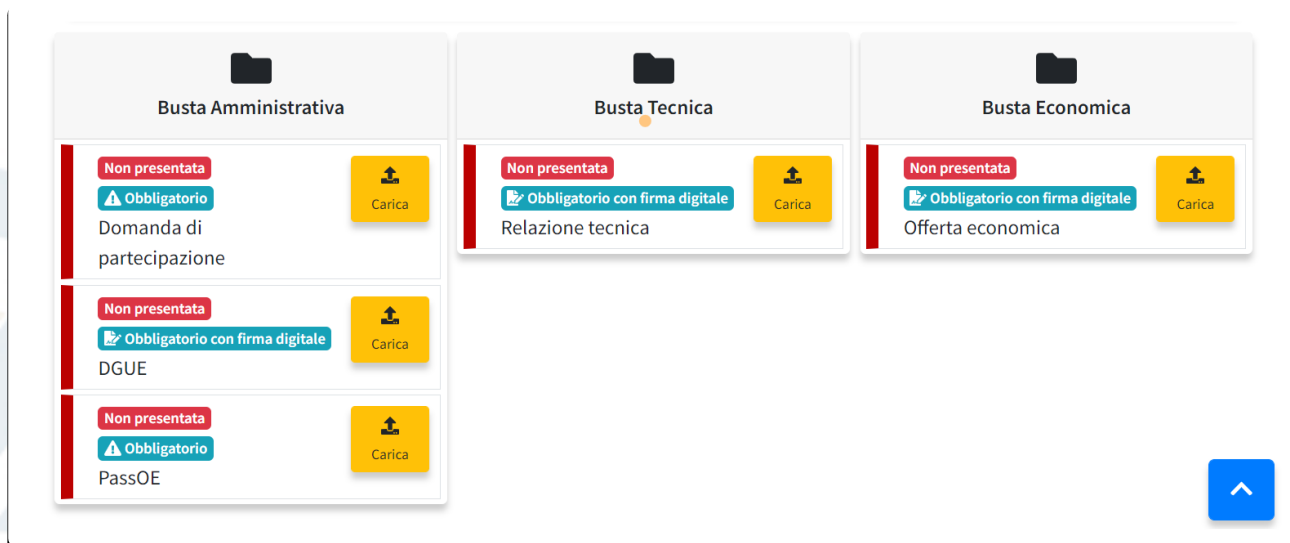 Busta Amministrativa
Non presentata
Obbligatorio
Domanda di
partecipazione
Carica
Non presentata
Obbligatorio con firma digitale
DGUE
Carica
Non presentata
Obbligatorio
PassOE
Carica
Busta Tecnica
Non presentata
Obbligatorio con firma digitale
Relazione tecnica
Carica
Busta Economica
Non presentata
Obbligatorio con firma digitale
Offerta economica
Carica